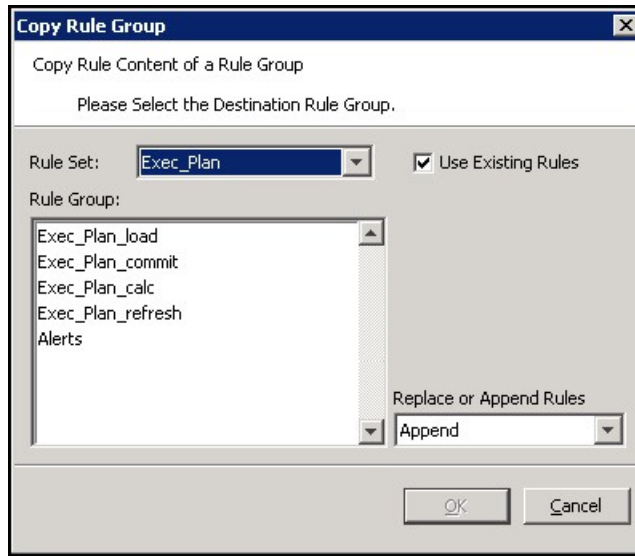 Copy Rule Group
Copy Rule Content of a Rule Group
Please Select the Destination Rule Group.
Rule Set: Exec_Plan Use Existing Rules
Rule Group:
Exec_Plan_load
Exec_Plan_commit
Exec_Plan_calc
Exec_Plan_refresh
Alerts
Replace or Append Rules
Append
OK Cancel